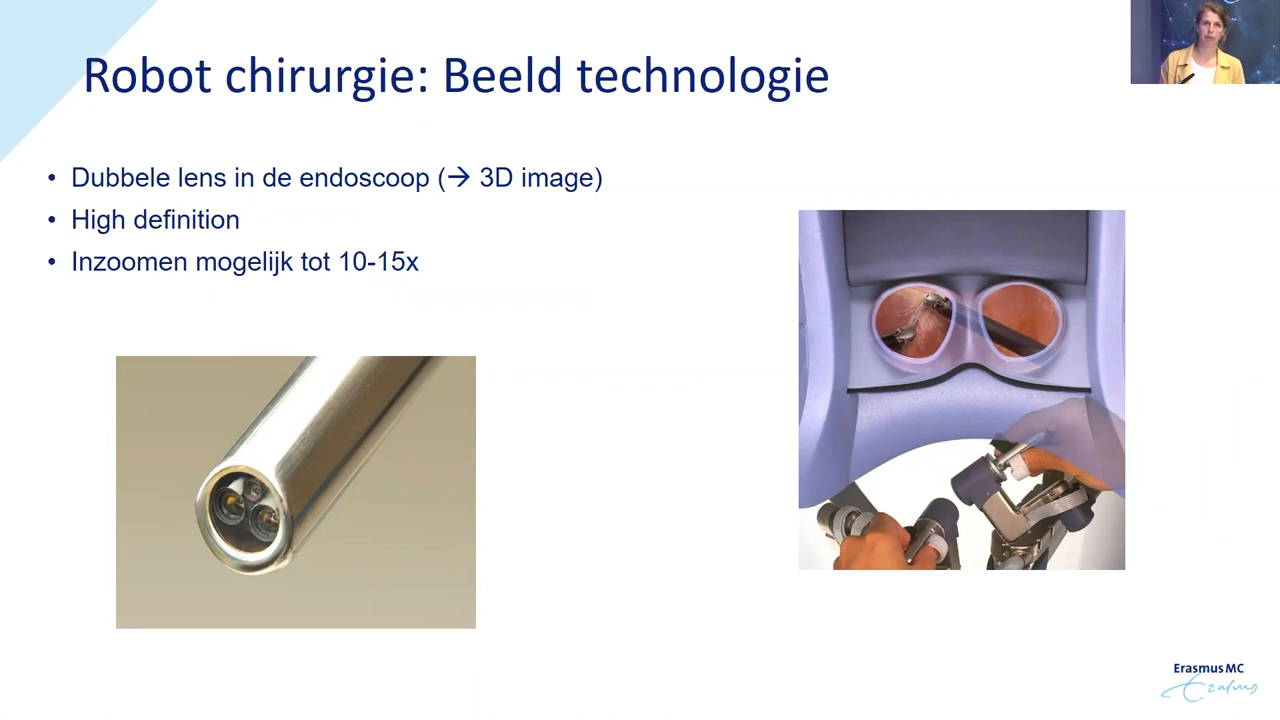 Robot chirurgie: Beeld technologie
• Dubbele lens in de endoscoop (→ 3D image)
• High definition
• Inzoomen mogelijk tot 10-15x
Erasmus MC
Erasmus